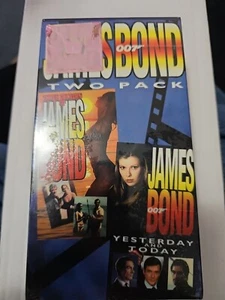 JAMES BOND
007
TWO PACK
JAMES
BOND
JAMES
007
BOND
YESTERDAY
AND
TODAY